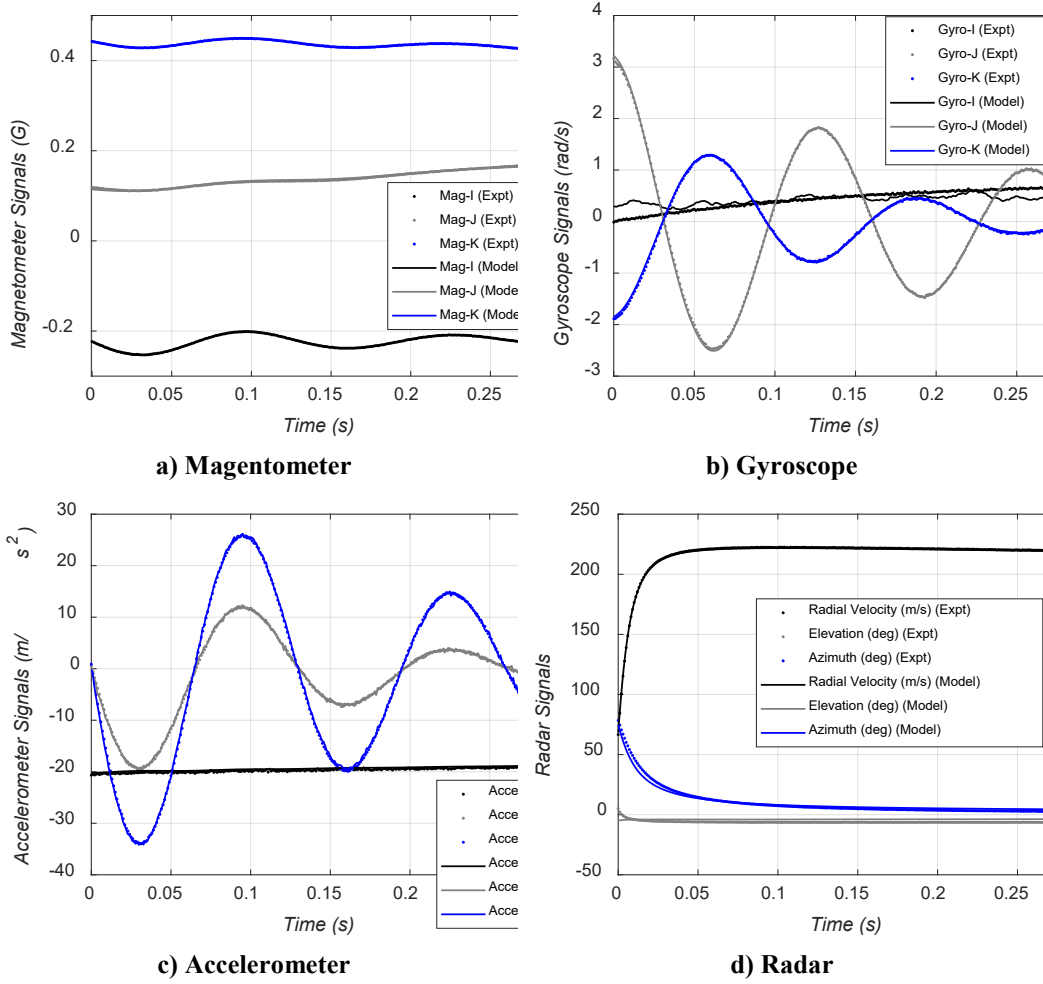 Magnetometer Signals (G)
0.4
0.2
0
-0.2
0 0.05 0.1 0.15 0.2 0.25
Time (s)
Mag-I (Expt)
Mag-J (Expt)
Mag-K (Expt)
Mag-I (Model
Mag-J (Mode
Mag-K (Mode
a) Magentometer
Gyroscope Signals (rad/s)
4
3
2
1
0
-1
-2
-3
0 0.05 0.1 0.15 0.2 0.25
Time (s)
Gyro-I (Expt)
Gyro-J (Expt)
Gyro-K (Expt)
Gyro-I (Model)
Gyro-J (Model)
Gyro-K (Model)
b) Gyroscope
Accelerometer Signals (m/ s 2 )
30
20
10
0
-10
-20
-30
-40
0 0.05 0.1 0.15 0.2
Time (s)
Acce
Acce
Acce
Acce
Acce
Acce
c) Accelerometer
Radar Signals
250
200
150
100
50
0
-50
0 0.05 0.1 0.15 0.2 0.25
Time (s)
Radial Velocity (m/s) (Expt)
Elevation (deg) (Expt)
Azimuth (deg) (Expt)
Radial Velocity (m/s) (Model)
Elevation (deg) (Model)
Azimuth (deg) (Model)
d) Radar